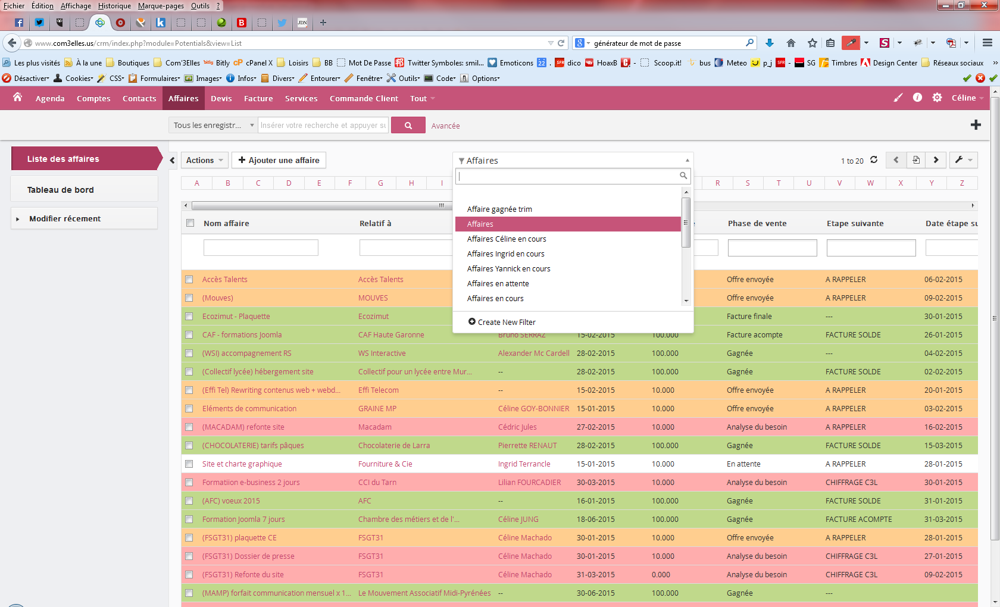 Fichier Édition Affichage Historique Marque-pages Outils ?
www.com3elles.us/crm/index.php?module=Potentials&view=List
générateur de mot de passe
Les plus visités À la une Boutiques Com'3Elles Bitly cPanel X Loisirs BB Mot De Passe Twitter Symboles: smil... Emoticons . dico HoaxB - Scoop.it! bus Meteo p_j - SG Timbres Design Center Réseaux sociaux »
Désactiver Cookies CSS Formulaires Images Infos Divers Entourer Fenêtre Outils Code Options
Agenda Comptes Contacts Affaires Devis Facture Services Commande Client Tout Céline
Tous les enregistr... Insérer votre recherche et appuyer su Avancée
Liste des affaires
Tableau de bord
Modifier récement
Actions Ajouter une affaire Affaires 1 to 20
A B C D E F G H I R S T U V W X Y Z
Affaire gagnée trim
Affaires
Affaires Céline en cours
Affaires Ingrid en cours
Affaires Yannick en cours
Affaires en attente
Affaires en cours
Create New Filter
Nom affaire Relatif à e Phase de vente Etape suivante Date étape su
Accès Talents Accès Talents Offre envoyée A RAPPELER 06-02-2015
(Mouves) MOUVES Offre envoyée A RAPPELER 09-02-2015
Ecozimut - Plaquette Ecozimut Facture finale --- 30-01-2015
CAF - formations Joomla CAF Haute Garonne Bruno SERRAZ 15-02-2015 100.000 Facture acompte FACTURE SOLDE 26-01-2015
(WSI) accompagnement RS WS Interactive Alexander Mc Cardell 28-02-2015 100.000 Gagnée --- 04-02-2015
(Collectif lycée) hébergement site Collectif pour un lycée entre Mur... -- 28-02-2015 100.000 Gagnée FACTURE SOLDE 02-02-2015
(Effi Tel) Rewriting contenus web + webd... Effi Telecom -- 15-02-2015 10.000 Offre envoyée A RAPPELER 20-01-2015
Eléments de communication GRAINE MP Céline GOY-BONNIER 15-01-2015 10.000 Offre envoyée A RAPPELER 03-02-2015
(MACADAM) refonte site Macadam Cédric Jules 27-02-2015 10.000 Analyse du besoin A RAPPELER 16-02-2015
(CHOCOLATERIE) tarifs pâques Chocolaterie de Larra Pierrette RENAUT 28-02-2015 100.000 Gagnée FACTURE SOLDE 15-03-2015
Site et charte graphique Fourniture & Cie Ingrid Terrancle 15-01-2015 10.000 En attente A RAPPELER 28-01-2015
Formatiion e-business 2 jours CCI du Tarn Lilian FOURCADIER 30-03-2015 10.000 Analyse du besoin CHIFFRAGE C3L 30-01-2015
(AFC) voeux 2015 AFC -- 16-01-2015 100.000 Gagnée FACTURE SOLDE 31-01-2015
Formation Joomla 7 jours Chambre des métiers et de l'... Céline JUNG 18-06-2015 100.000 Gagnée FACTURE ACOMPTE 31-03-2015
(FSGT31) plaquette CE FSGT31 Céline Machado 30-01-2015 10.000 Offre envoyée A RAPPELER 28-01-2015
(FSGT31) Dossier de presse FSGT31 Céline Machado 30-01-2015 10.000 Analyse du besoin CHIFFRAGE C3L 27-01-2015
(FSGT31) Refonte du site FSGT31 Céline Machado 31-03-2015 0.000 Analyse du besoin CHIFFRAGE C3L 09-02-2015
(MAMP) forfait communication mensuel x 1... Le Mouvement Associatif Midi-Pyrénées -- 30-06-2015 100.000 Gagnée ---